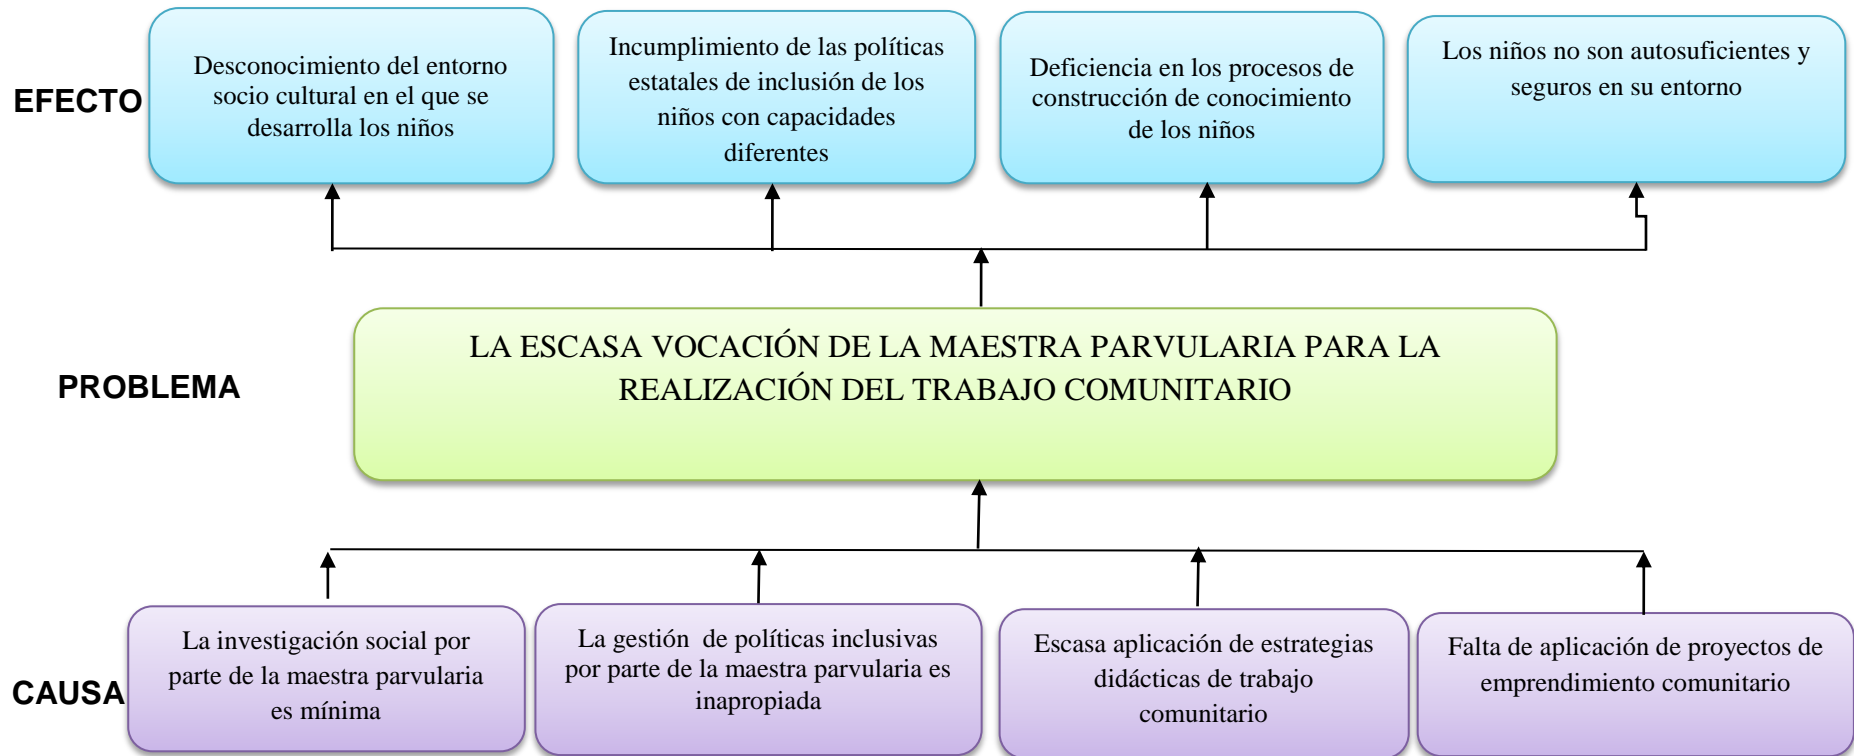 EFECTO
Desconocimiento del entorno
socio cultural en el que se
desarrolla los niños
Incumplimiento de las políticas
estatales de inclusión de los
niños con capacidades
diferentes
Deficiencia en los procesos de
construcción de conocimiento
de los niños
Los niños no son autosuficientes y
seguros en su entorno
PROBLEMA
LA ESCASA VOCACIÓN DE LA MAESTRA PARVULARIA PARA LA
REALIZACIÓN DEL TRABAJO COMUNITARIO
CAUSA
La investigación social por
parte de la maestra parvularia
es mínima
La gestión de políticas inclusivas
por parte de la maestra parvularia es
inapropiada
Escasa aplicación de estrategias
didácticas de trabajo
comunitario
Falta de aplicación de proyectos de
emprendimiento comunitario